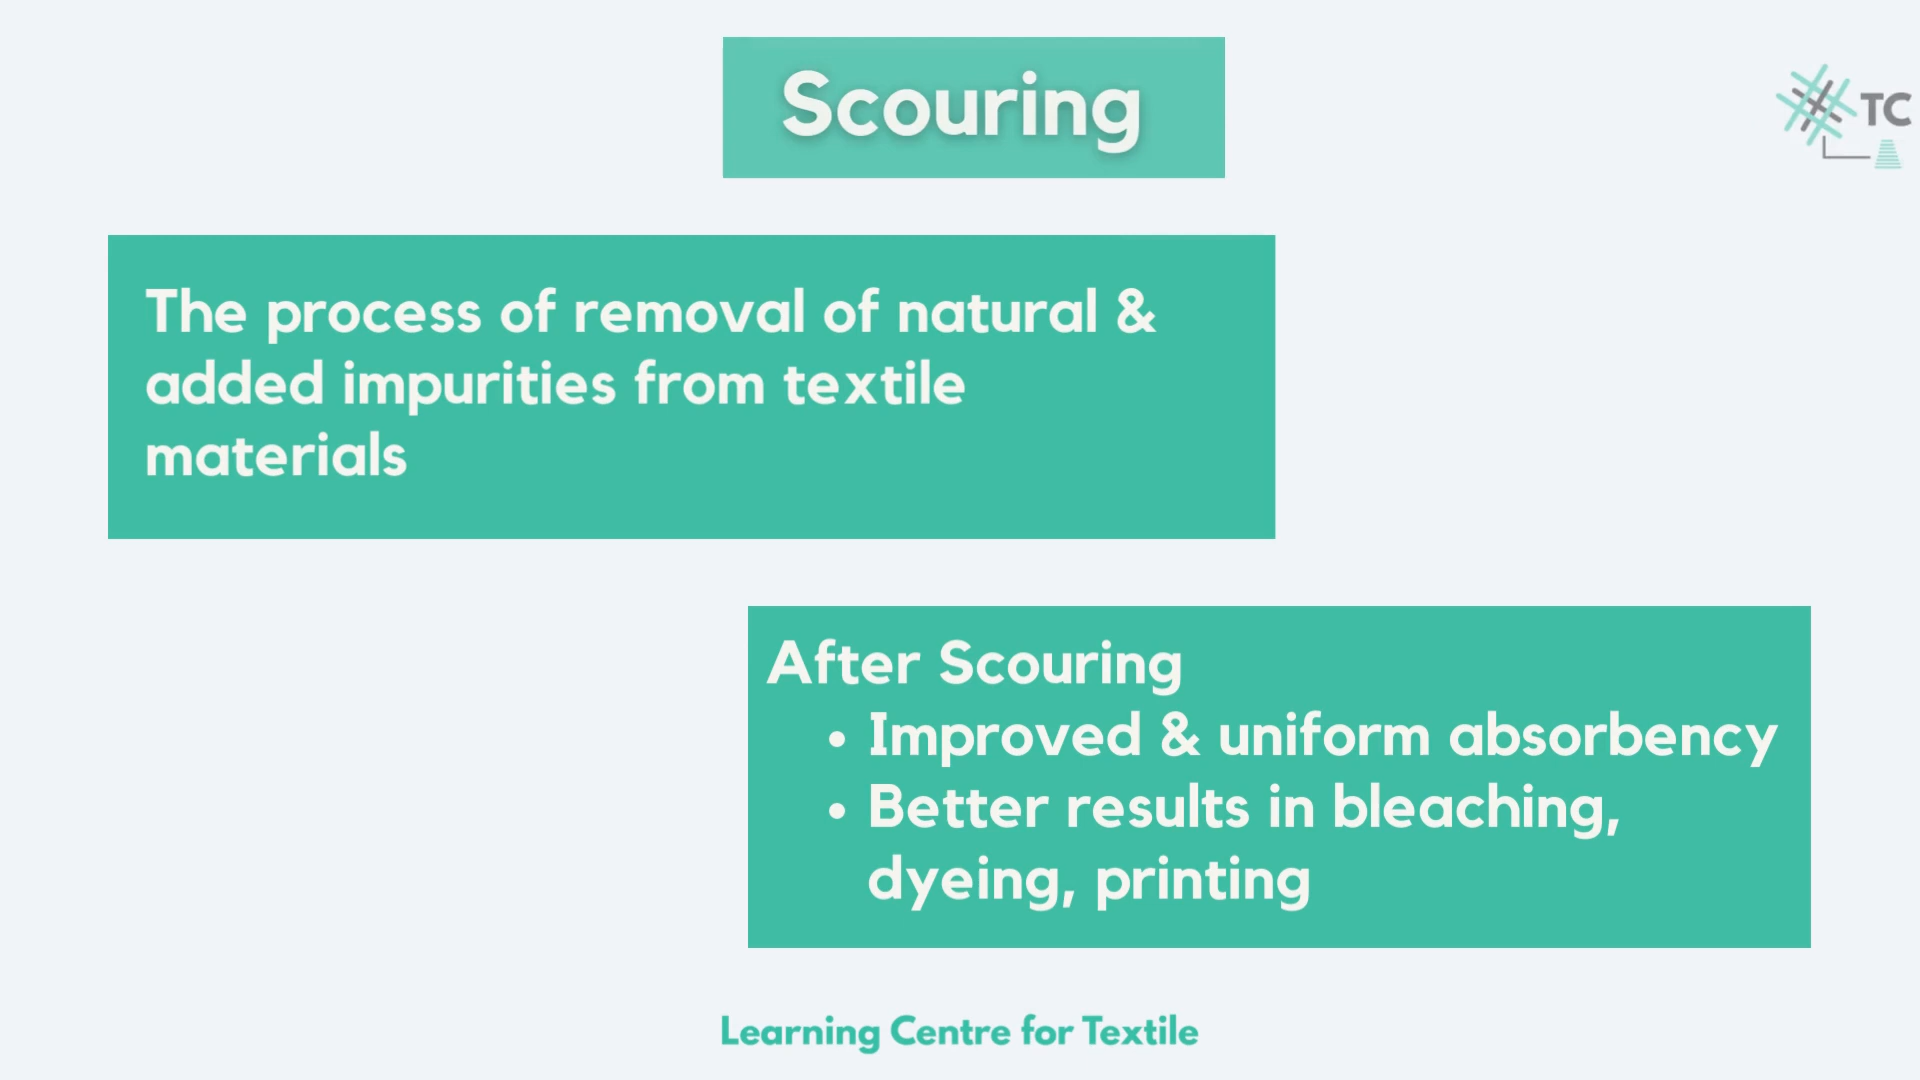 Scouring
TC
The process of removal of natural &
added impurities from textile
materials
After Scouring
• Improved & uniform absorbency
• Better results in bleaching,
dyeing, printing
Learning Centre for Textile